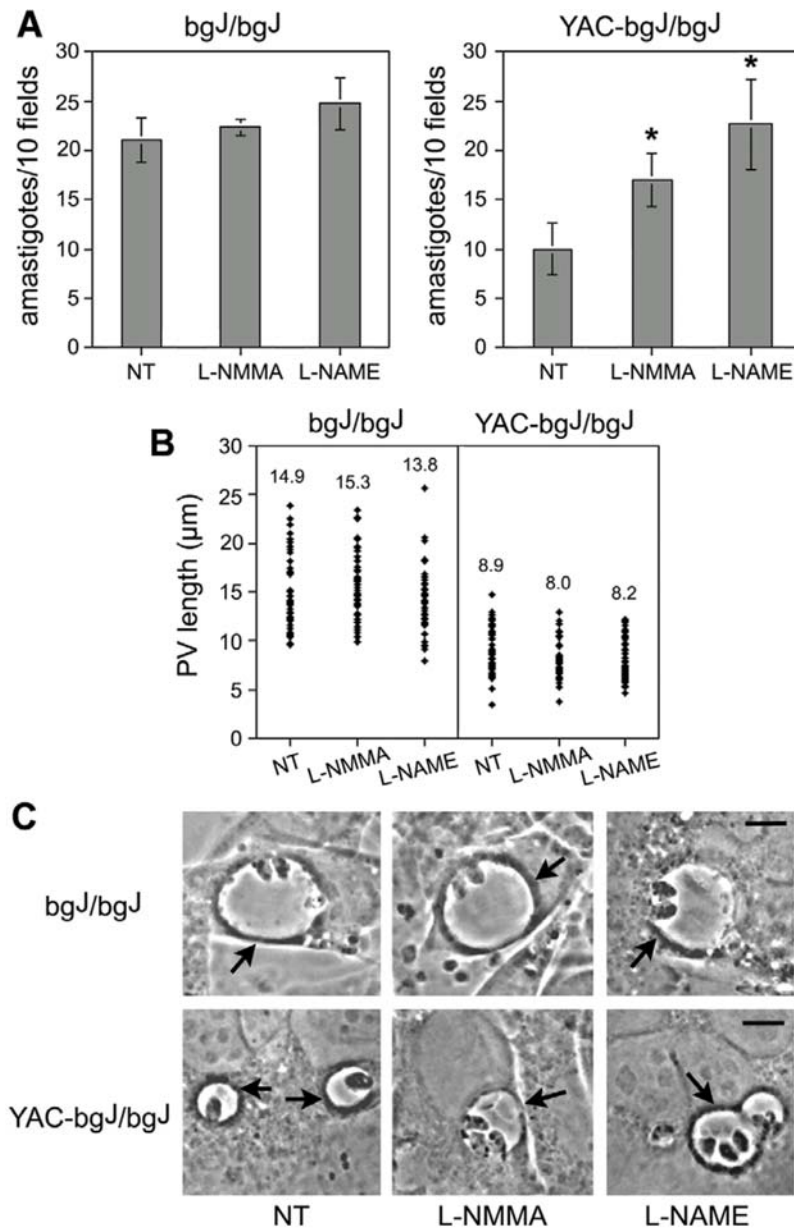 A
bgJ/bgJ
YAC-bgJ/bgJ
amastigotes/10 fields
30
25
20
15
10
5
0
NT
L-NMMA
L-NAME
amastigotes/10 fields
30
25
20
15
10
5
0
*
*
NT
L-NMMA
L-NAME
B
bgJ/bgJ
YAC-bgJ/bgJ
PV length (µm)
30
25
20
15
10
5
0
14.9
15.3
13.8
8.9
8.0
8.2
NT
L-NMMA
L-NAME
NT
L-NMMA
L-NAME
C
bgJ/bgJ
YAC-bgJ/bgJ
NT
L-NMMA
L-NAME